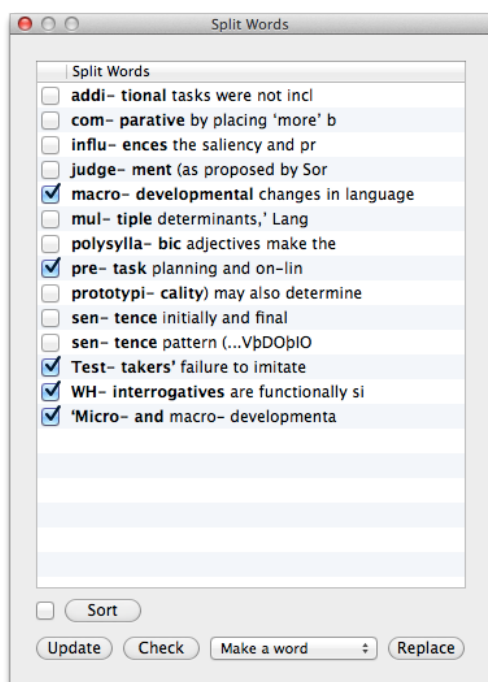 Split Words
Split Words
addi- tional tasks were not incl
com- parative by placing 'more' b
influ- ences the saliency and pr
judge- ment (as proposed by Sor
macro- developmental changes in language
mul- tiple determinants,' Lang
polysylla- bic adjectives make the
pre- task planning and on-lin
prototypi- cality) may also determine
sen- tence initially and final
sen- tence pattern (...VþDOþIO
Test- takers' failure to imitate
WH- interrogatives are functionally si
'Micro- and macro- developmenta
Sort
Update Check Make a word Replace